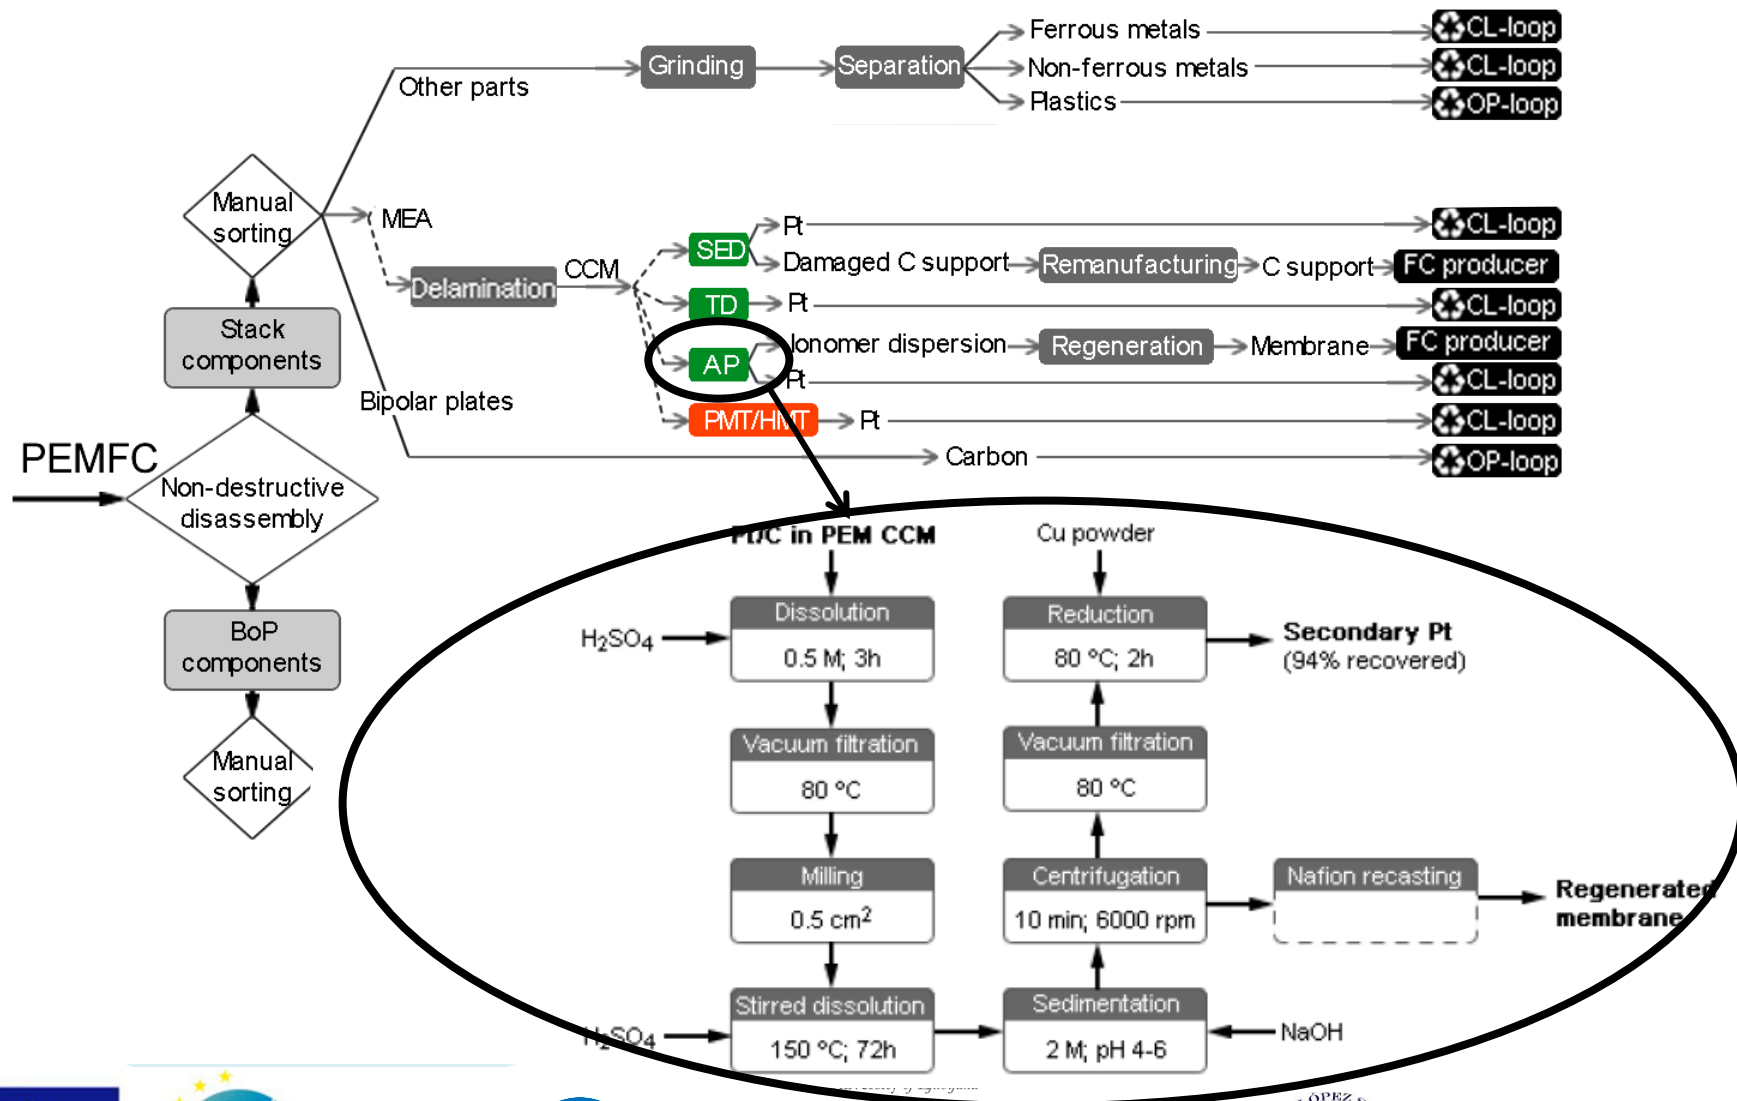 Ferrous metals
CL-loop
Other parts
Grinding
Separation
Non-ferrous metals
CL-loop
Plastics
OP-loop
Manual
sorting
MEA
Delamination
CCM
SED
Pt
CL-loop
Damaged C support
Remanufacturing
C support
FC producer
TD
Pt
CL-loop
AP
Ionomer dispersion
Regeneration
Membrane
FC producer
Pt
CL-loop
PMT/HMT
Pt
CL-loop
Bipolar plates
Carbon
OP-loop
Stack
components
PEMFC
Non-destructive
disassembly
BoP
components
Manual
sorting
Pt/C in PEM CCM
Cu powder
H2SO4
Dissolution
0.5 M; 3h
Reduction
80 °C; 2h
Secondary Pt
(94% recovered)
Vacuum filtration
80 °C
Vacuum filtration
80 °C
Milling
0.5 cm2
Centrifugation
10 min; 6000 rpm
Nafion recasting
Regenerated
membrane
H2SO4
Stirred dissolution
150 °C; 72h
Sedimentation
2 M; pH 4-6
NaOH